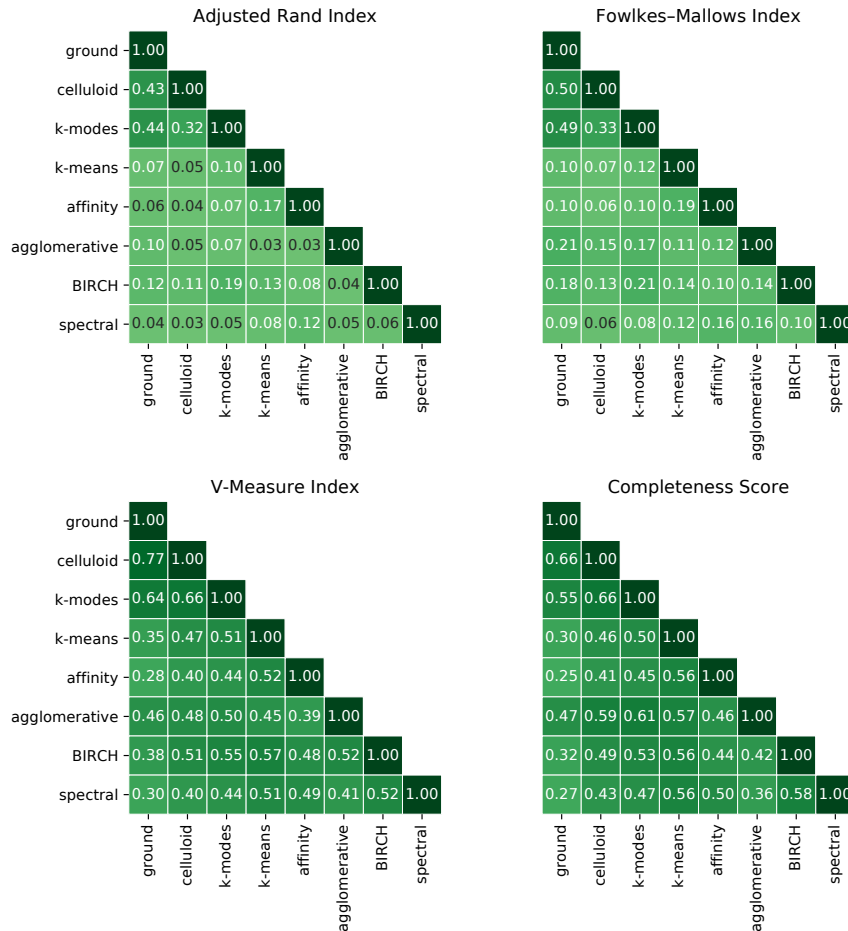 Adjusted Rand Index
ground 1.00
celluloid 0.43 1.00
k-modes 0.44 0.32 1.00
k-means 0.07 0.05 0.10 1.00
affinity 0.06 0.04 0.07 0.17 1.00
agglomerative 0.10 0.05 0.07 0.03 0.03 1.00
BIRCH 0.12 0.11 0.19 0.13 0.08 0.04 1.00
spectral 0.04 0.03 0.05 0.08 0.12 0.05 0.06 1.00
ground celluloid k-modes k-means affinity agglomerative BIRCH spectral
Fowlkes–Mallows Index
1.00
0.50 1.00
0.49 0.33 1.00
0.10 0.07 0.12 1.00
0.10 0.06 0.10 0.19 1.00
0.21 0.15 0.17 0.11 0.12 1.00
0.18 0.13 0.21 0.14 0.10 0.14 1.00
0.09 0.06 0.08 0.12 0.16 0.16 0.10 1.00
ground celluloid k-modes k-means affinity agglomerative BIRCH spectral
V-Measure Index
ground 1.00
celluloid 0.77 1.00
k-modes 0.64 0.66 1.00
k-means 0.35 0.47 0.51 1.00
affinity 0.28 0.40 0.44 0.52 1.00
agglomerative 0.46 0.48 0.50 0.45 0.39 1.00
BIRCH 0.38 0.51 0.55 0.57 0.48 0.52 1.00
spectral 0.30 0.40 0.44 0.51 0.49 0.41 0.52 1.00
ground celluloid k-modes k-means affinity agglomerative BIRCH spectral
Completeness Score
1.00
0.66 1.00
0.55 0.66 1.00
0.30 0.46 0.50 1.00
0.25 0.41 0.45 0.56 1.00
0.47 0.59 0.61 0.57 0.46 1.00
0.32 0.49 0.53 0.56 0.44 0.42 1.00
0.27 0.43 0.47 0.56 0.50 0.36 0.58 1.00
ground celluloid k-modes k-means affinity agglomerative BIRCH spectral